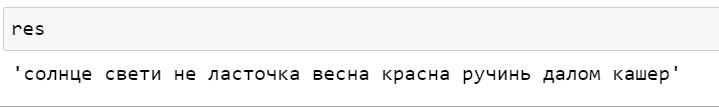 res
'солнце свети не ласточка весна красна ручинь далом кашер'